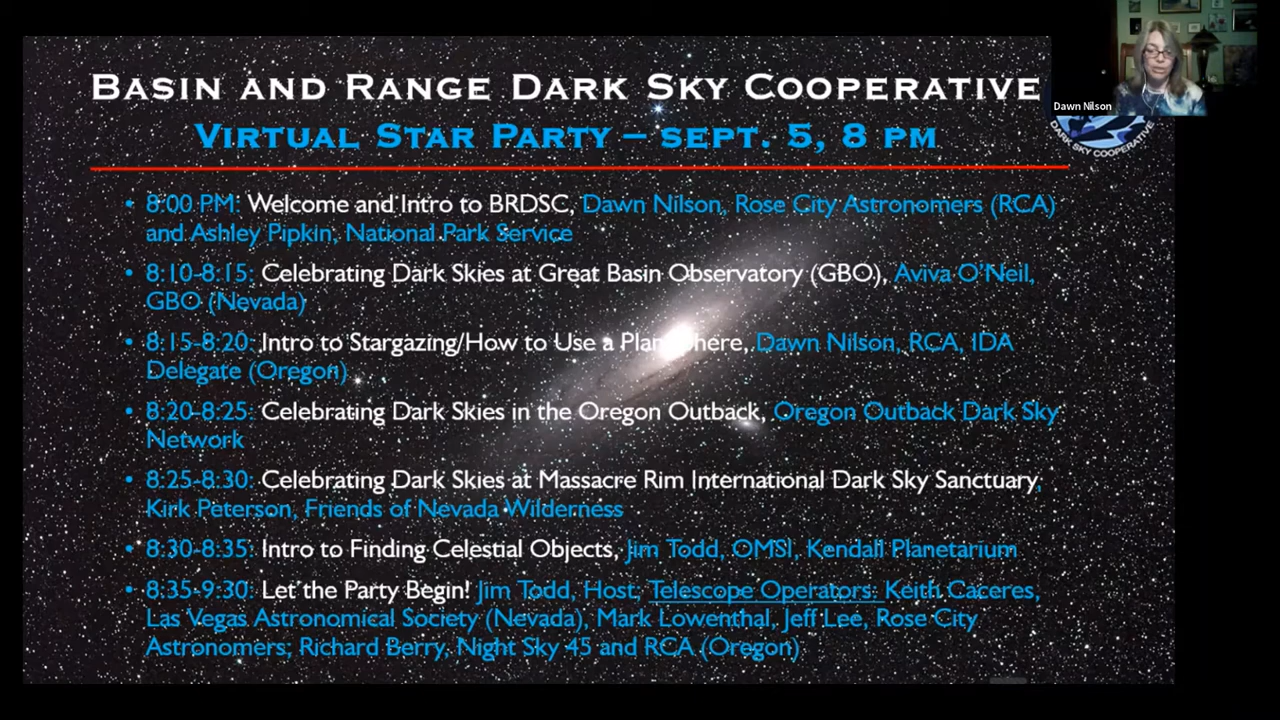 BASIN AND RANGE DARK SKY COOPERATIVE
VIRTUAL STAR PARTY – SEPT. 5, 8 PM
Dawn Nilson
DARK SKY COOPERATIVE
• 8:00 PM: Welcome and Intro to BRDSC, Dawn Nilson, Rose City Astronomers (RCA)
and Ashley Pipkin, National Park Service
• 8:10-8:15: Celebrating Dark Skies at Great Basin Observatory (GBO), Aviva O'Neil,
GBO (Nevada)
• 8:15-8:20: Intro to Stargazing/How to Use a Planisphere, Dawn Nilson, RCA, IDA
Delegate (Oregon)
• 8:20-8:25: Celebrating Dark Skies in the Oregon Outback, Oregon Outback Dark Sky
Network
• 8:25-8:30: Celebrating Dark Skies at Massacre Rim International Dark Sky Sanctuary,
Kirk Peterson, Friends of Nevada Wilderness
• 8:30-8:35: Intro to Finding Celestial Objects, Jim Todd, OMSI, Kendall Planetarium
• 8:35-9:30: Let the Party Begin! Jim Todd, Host; Telescope Operators: Keith Caceres,
Las Vegas Astronomical Society (Nevada), Mark Lowenthal, Jeff Lee, Rose City
Astronomers; Richard Berry, Night Sky 45 and RCA (Oregon)